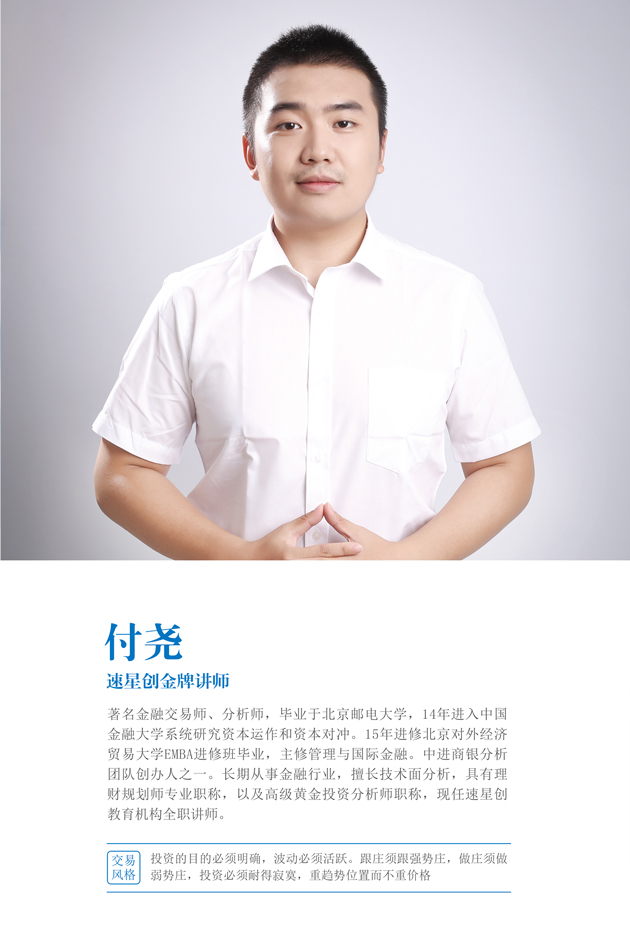 付尧
速星创金牌讲师
著名金融交易师、分析师，毕业于北京邮电大学，14年进入中国
金融大学系统研究资本运作和资本对冲。15年进修北京对外经济
贸易大学EMBA进修班毕业，主修管理与国际金融。中进商银分析
团队创办人之一。长期从事金融行业，擅长技术面分析，具有理
财规划师专业职称，以及高级黄金投资分析师职称，现任速星创
教育机构全职讲师。
交易
风格
投资的目的必须明确，波动必须活跃。跟庄须跟强势庄，做庄须做
弱势庄，投资必须耐得寂寞，重趋势位置而不重价格